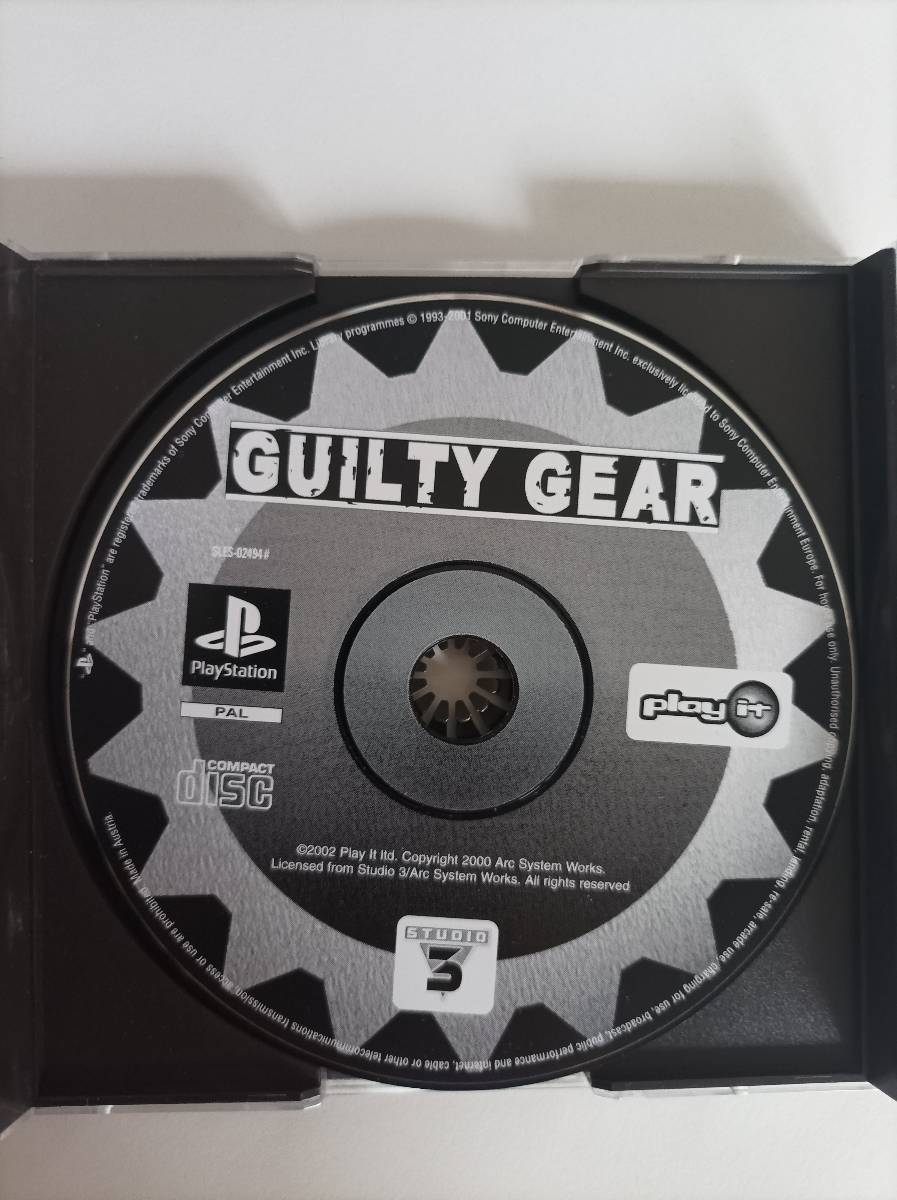 GUILTY GEAR
SLES-02494#
PlayStation
PAL
play it
COMPACT
disc
©2002 Play It ltd. Copyright 2000 Arc System Works.
Licensed from Studio 3/Arc System Works. All rights reserved
STUDIO
3
and "PlayStation" are registered trademarks of Sony Computer Entertainment Inc. Library programmes © 1993-2001 Sony Computer Entertainment Inc. exclusively licensed to Sony Computer Entertainment Europe. For home use only. Unauthorised copying, adaptation, rental, lending, re-sale, arcade use, charging for use, broadcast, public performance and internet, cable or other telecommunications transmission, access or use are prohibited. Made in Austria.